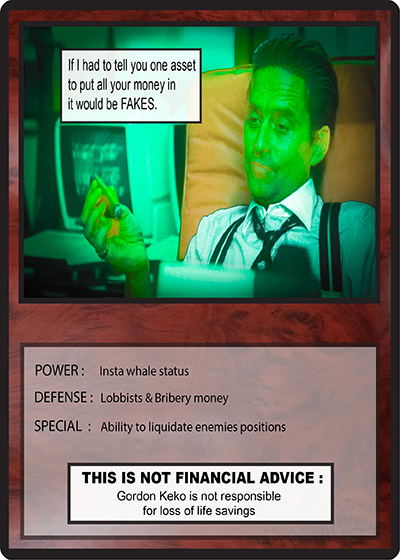 If I had to tell you one asset
to put all your money in
it would be FAKES.
POWER : Insta whale status
DEFENSE : Lobbists & Bribery money
SPECIAL : Ability to liquidate enemies positions
THIS IS NOT FINANCIAL ADVICE :
Gordon Keko is not responsible
for loss of life savings